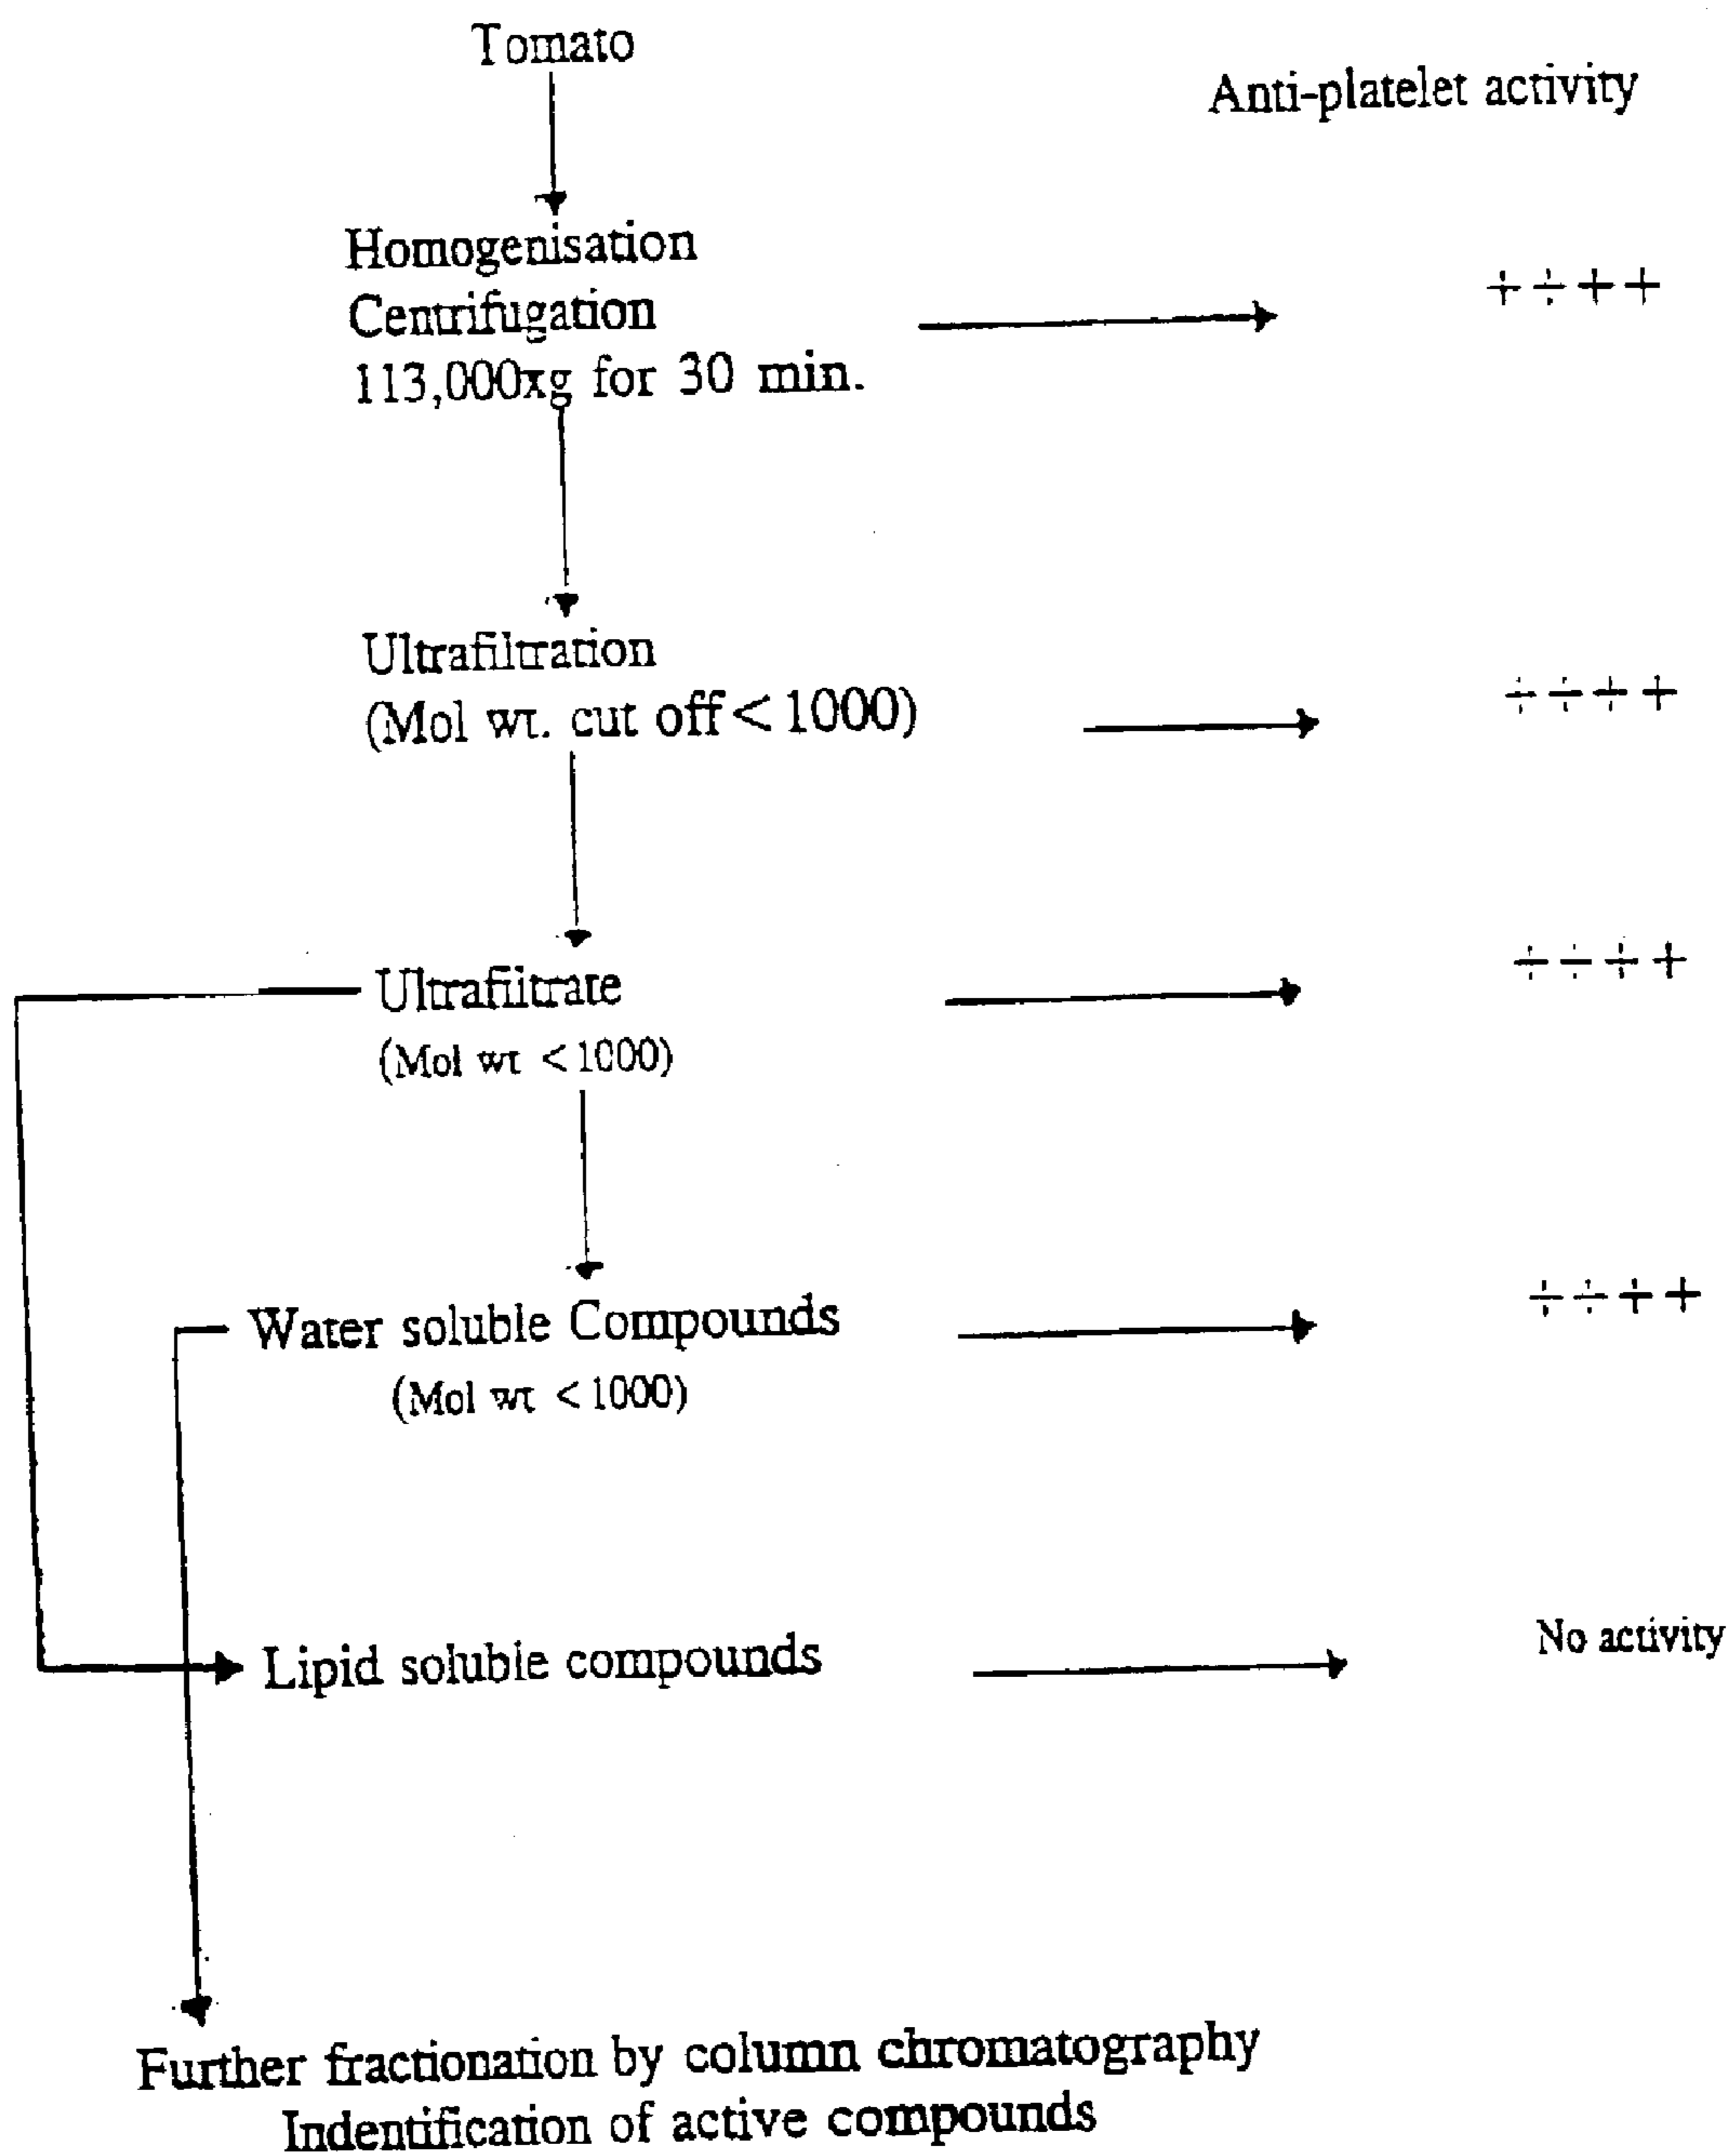 Tomato
Anti-platelet activity
Homogenisation
Centrifugation
113,000xg for 30 min.
++++
Ultrafiltration
(Mol wt. cut off<1000)
++++
Ultrafiltrate
(Mol wt <1000)
++++
Water soluble Compounds
(Mol wt <1000)
++++
Lipid soluble compounds
No activity
Further fractionation by column chromatography
Indentification of active compounds